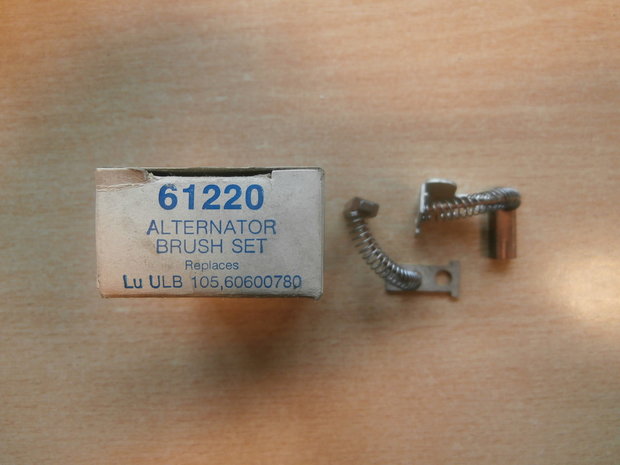 61220
ALTERNATOR
BRUSH SET
Replaces
Lu ULB 105,60600780